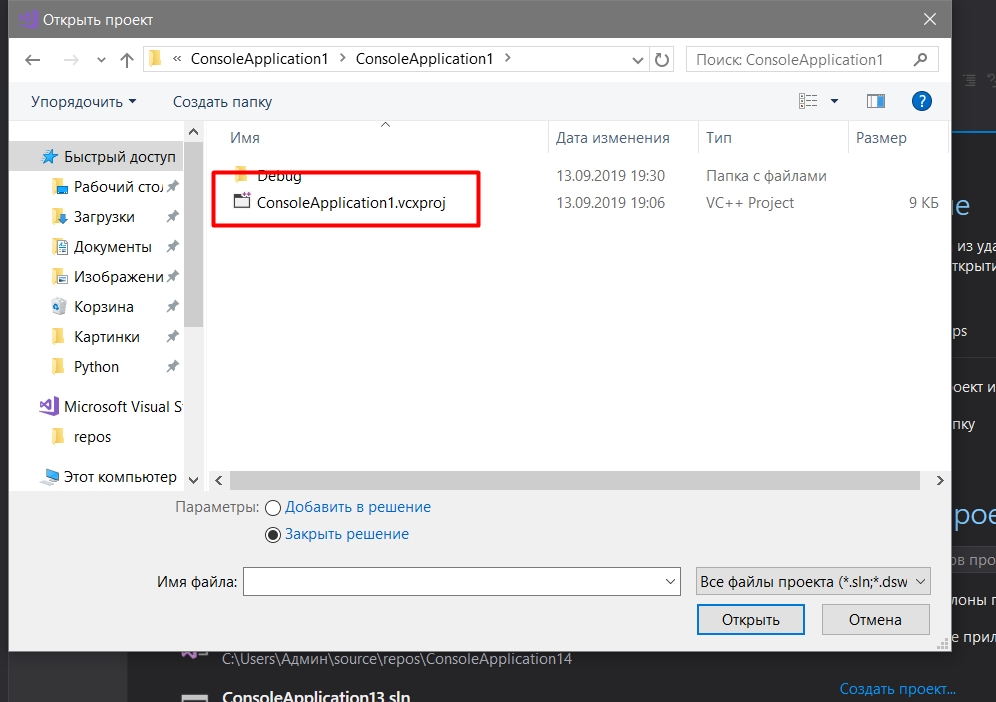 Открыть проект
« ConsoleApplication1 > ConsoleApplication1 >
Поиск: ConsoleApplication1
Упорядочить
Создать папку
?
Имя
Дата изменения
Тип
Размер
Быстрый доступ
Рабочий стол
Загрузки
Документы
Изображени
Корзина
Картинки
Python
Microsoft Visual S
repos
Этот компьютер
Debug
13.09.2019 19:30
Папка с файлами
ConsoleApplication1.vcxproj
13.09.2019 19:06
VC++ Project
9 КБ
Параметры:
Добавить в решение
Закрыть решение
Имя файла:
Все файлы проекта (*.sln;*.dsw
Открыть
Отмена
ие
из уда
ткрыти
ps
оект и
пку
рое
ов про
лоны п
е прил
C:\Users\Админ\source\repos\ConsoleApplication14
ConsoleApplication13.sln
Создать проект...